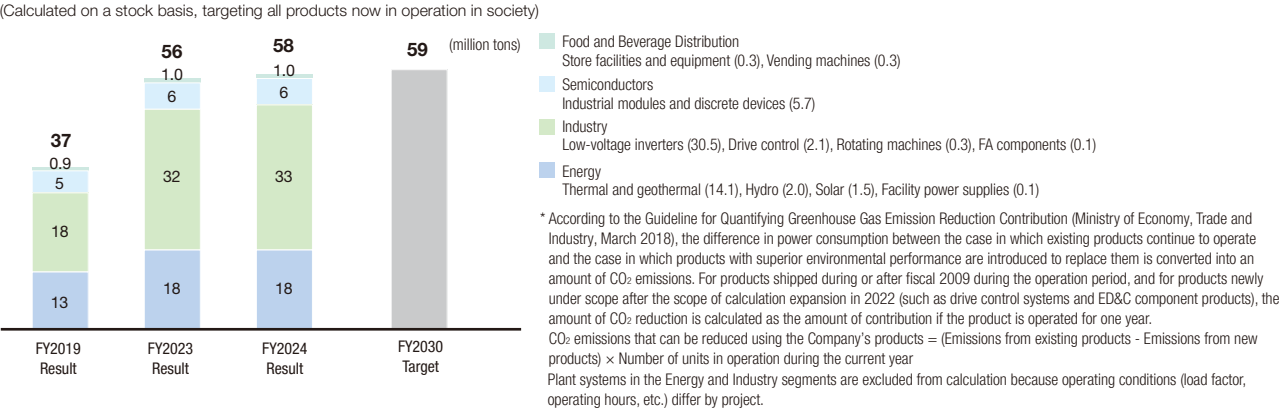 (Calculated on a stock basis, targeting all products now in operation in society)
(million tons)
37
0.9
5
18
13
56
1.0
6
32
18
58
1.0
6
33
18
59
FY2019
Result
FY2023
Result
FY2024
Result
FY2030
Target
Food and Beverage Distribution
Store facilities and equipment (0.3), Vending machines (0.3)
Semiconductors
Industrial modules and discrete devices (5.7)
Industry
Low-voltage inverters (30.5), Drive control (2.1), Rotating machines (0.3), FA components (0.1)
Energy
Thermal and geothermal (14.1), Hydro (2.0), Solar (1.5), Facility power supplies (0.1)
* According to the Guideline for Quantifying Greenhouse Gas Emission Reduction Contribution (Ministry of Economy, Trade and
Industry, March 2018), the difference in power consumption between the case in which existing products continue to operate
and the case in which products with superior environmental performance are introduced to replace them is converted into an
amount of CO₂ emissions. For products shipped during or after fiscal 2009 during the operation period, and for products newly
under scope after the scope of calculation expansion in 2022 (such as drive control systems and ED&C component products), the
amount of CO₂ reduction is calculated as the amount of contribution if the product is operated for one year.
CO₂ emissions that can be reduced using the Company's products = (Emissions from existing products - Emissions from new
products) × Number of units in operation during the current year
Plant systems in the Energy and Industry segments are excluded from calculation because operating conditions (load factor,
operating hours, etc.) differ by project.